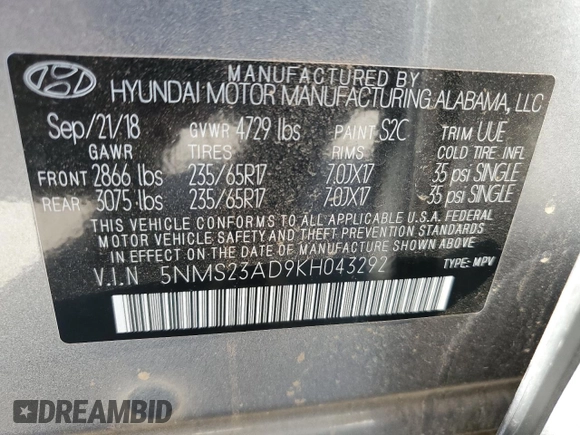 MANUFACTURED BY
HYUNDAI MOTOR MANUFACTURING ALABAMA, LLC
Sep/21/18 GVWR 4729 lbs PAINT S2C TRIM UUE
GAWR TIRES RIMS COLD TIRE INFL
FRONT 2866 lbs 235/65R17 7.0JX17 35 psi SINGLE
REAR 3075 lbs 235/65R17 7.0JX17 35 psi SINGLE
THIS VEHICLE CONFORMS TO ALL APPLICABLE U.S.A. FEDERAL
MOTOR VEHICLE SAFETY AND THEFT PREVENTION STANDARDS
IN EFFECT ON THE DATE OF MANUFACTURE SHOWN ABOVE.
V.I.N 5NMS23AD9KH043292 TYPE: MPV
DREAMBID